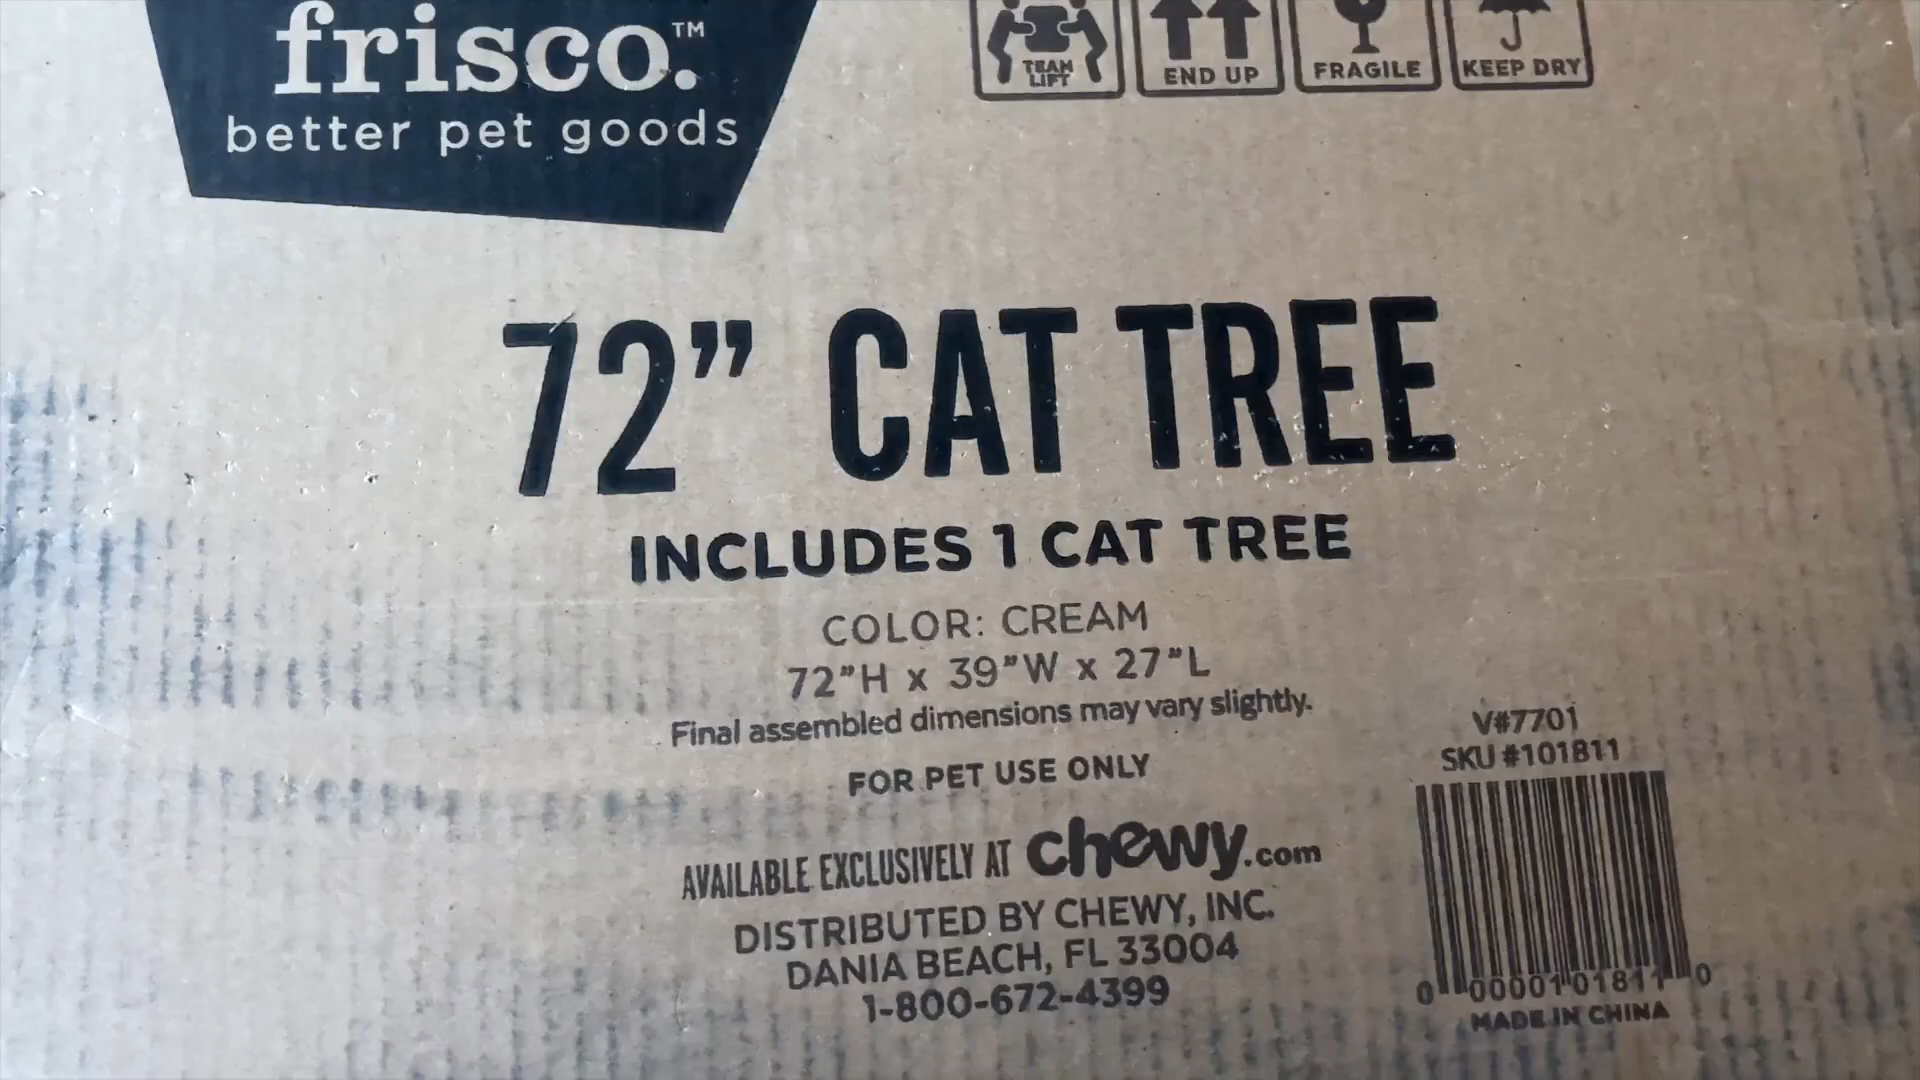 frisco.™
better pet goods
TEAM
LIFT
END UP
FRAGILE
KEEP DRY
72” CAT TREE
INCLUDES 1 CAT TREE
COLOR: CREAM
72”H x 39”W x 27”L
Final assembled dimensions may vary slightly.
FOR PET USE ONLY
AVAILABLE EXCLUSIVELY AT chewy.com
DISTRIBUTED BY CHEWY, INC.
DANIA BEACH, FL 33004
1-800-672-4399
V#7701
SKU #101811
0 00001 01811 0
MADE IN CHINA